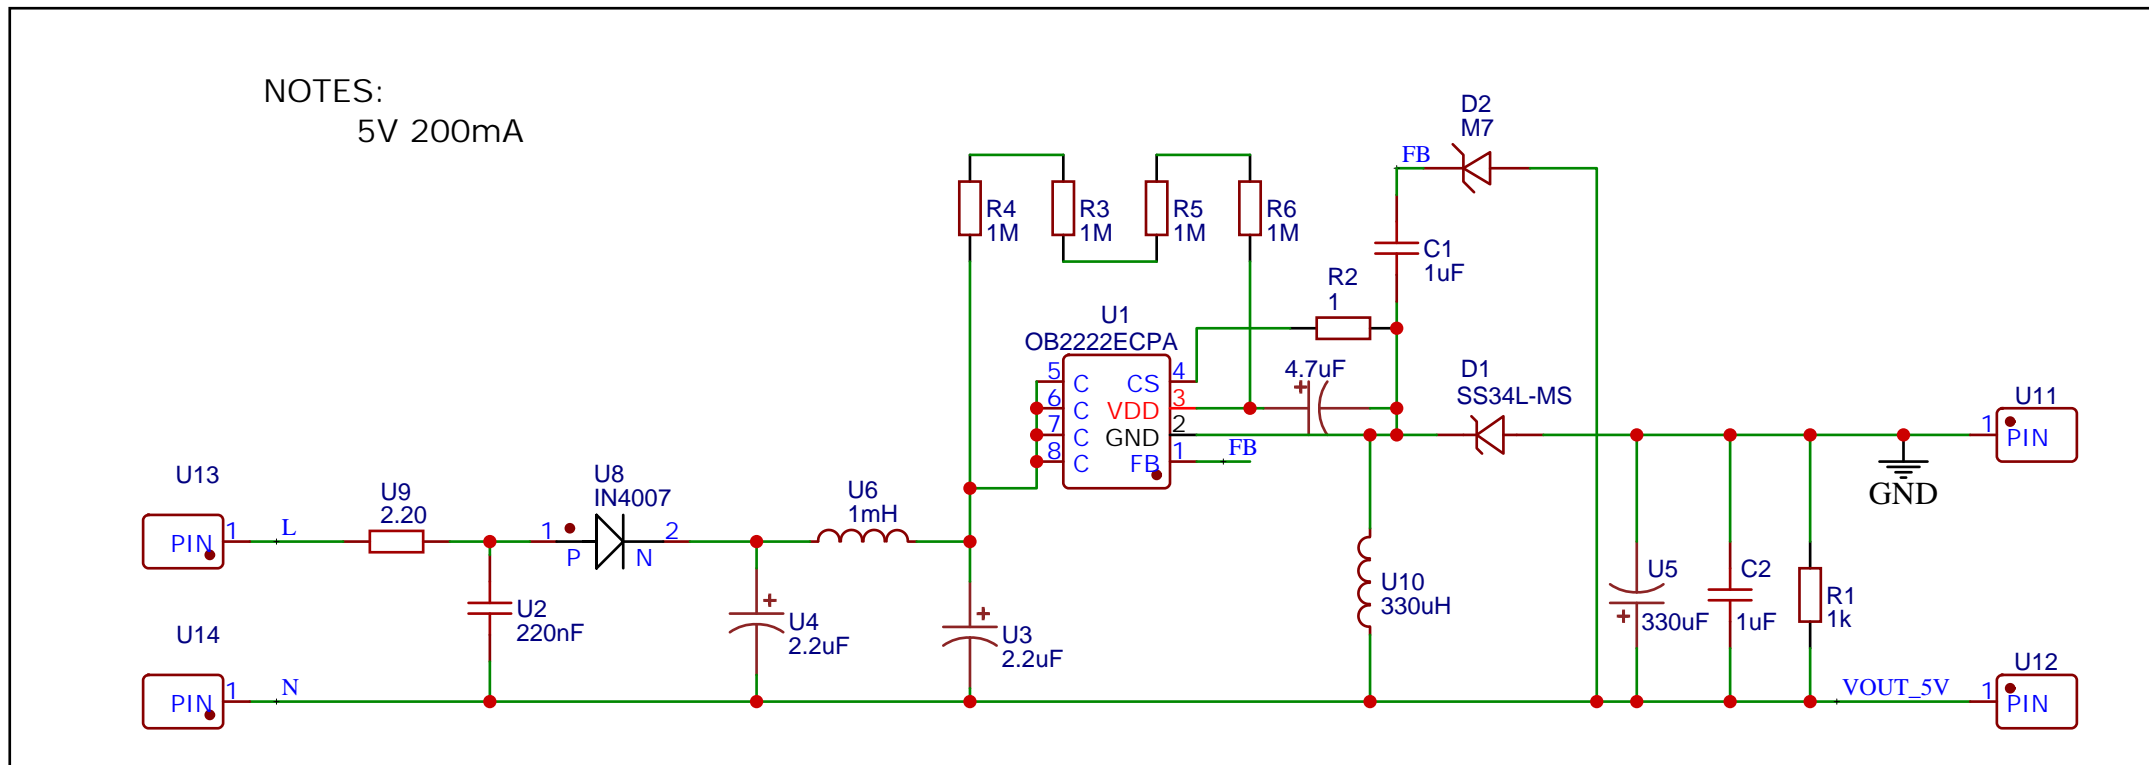 NOTES:
5V 200mA
D2
M7
FB
R4
1M
R3
1M
R5
1M
R6
1M
C1
1uF
R2
1
U1
OB2222ECPA
5
C
CS
4
6
C
VDD
3
7
C
GND
2
8
C
FB
1
FB
4.7uF
D1
SS34L-MS
U11
1
PIN
GND
U13
PIN
1
L
U9
2.20
U8
IN4007
1
P
N
2
U6
1mH
U2
220nF
U4
2.2uF
U3
2.2uF
U10
330uH
U5
330uF
C2
1uF
R1
1k
U14
PIN
1
N
VOUT_5V
U12
1
PIN